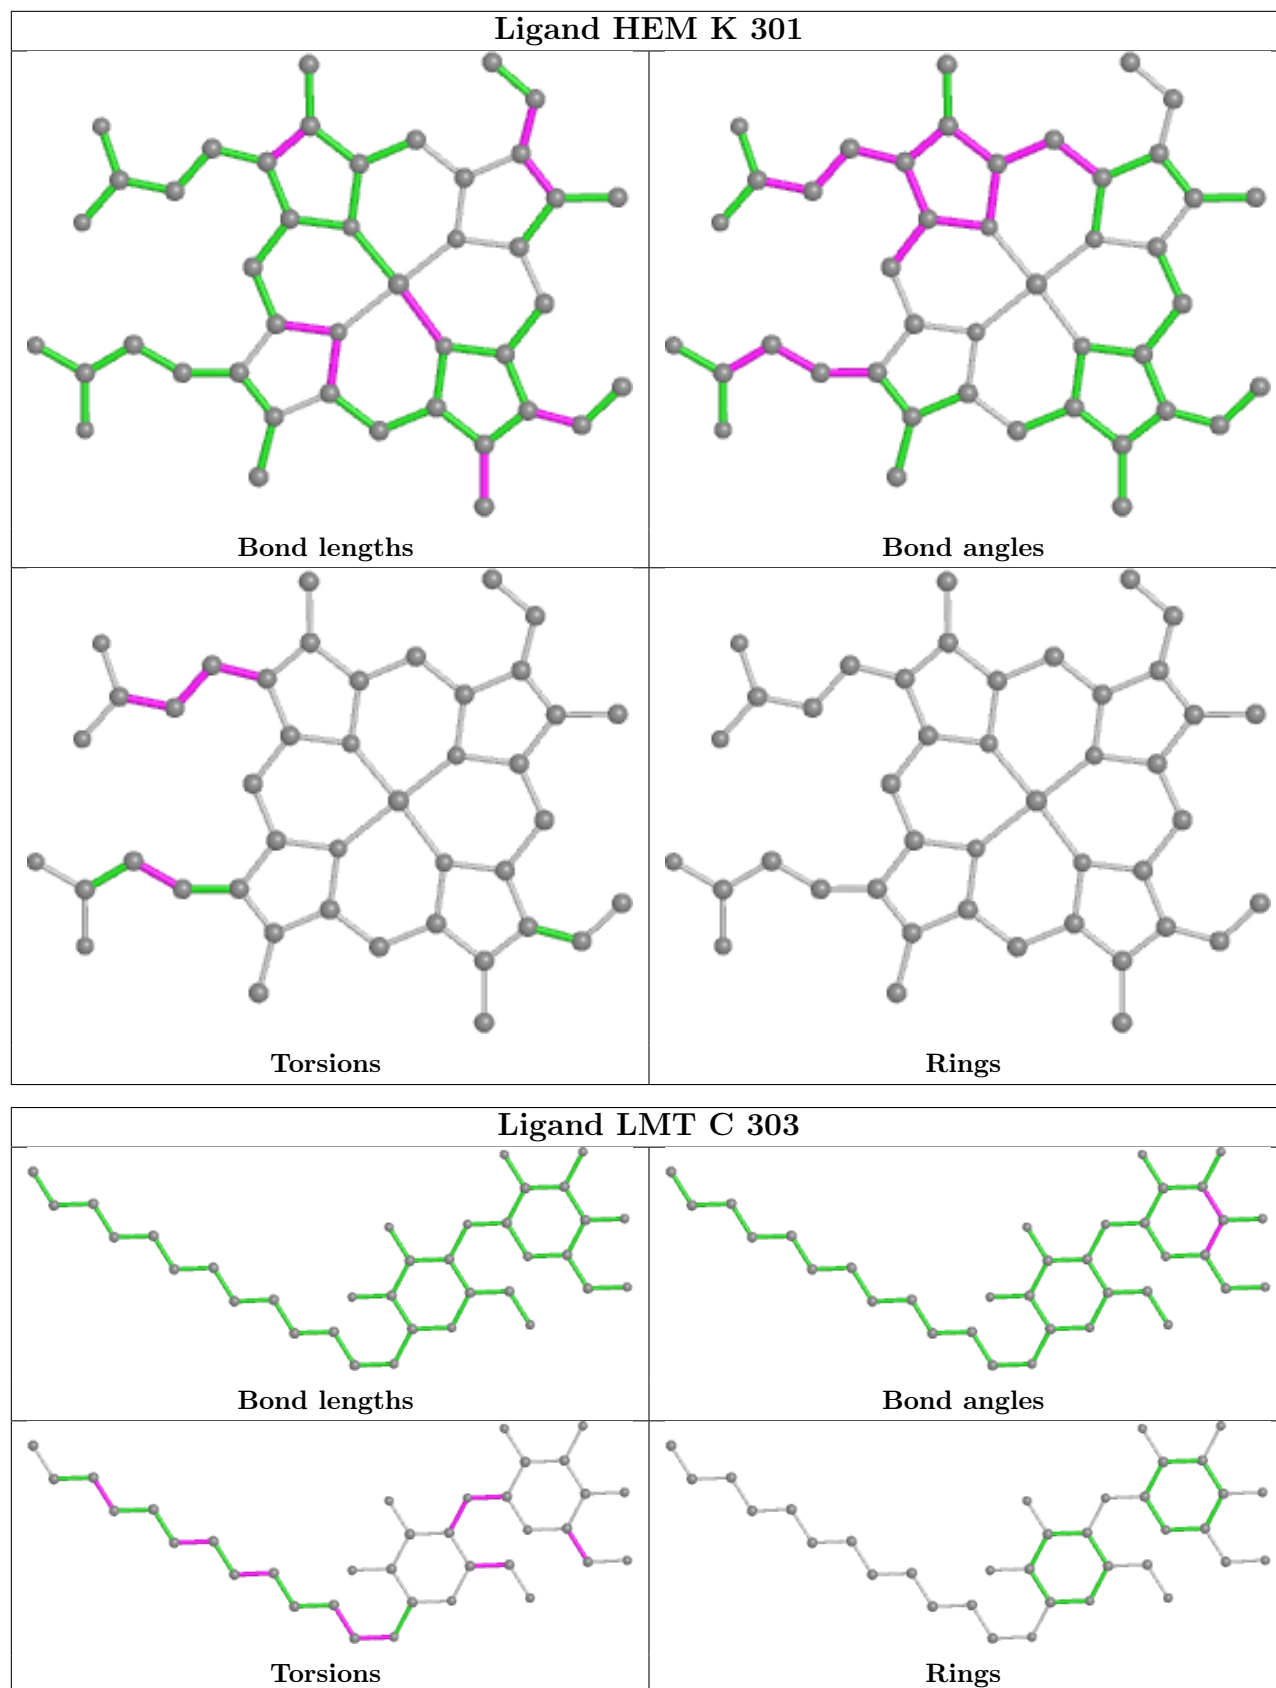 Ligand HEM K 301
Bond lengths
Bond angles
Torsions
Rings
Ligand LMT C 303
Bond lengths
Bond angles
Torsions
Rings